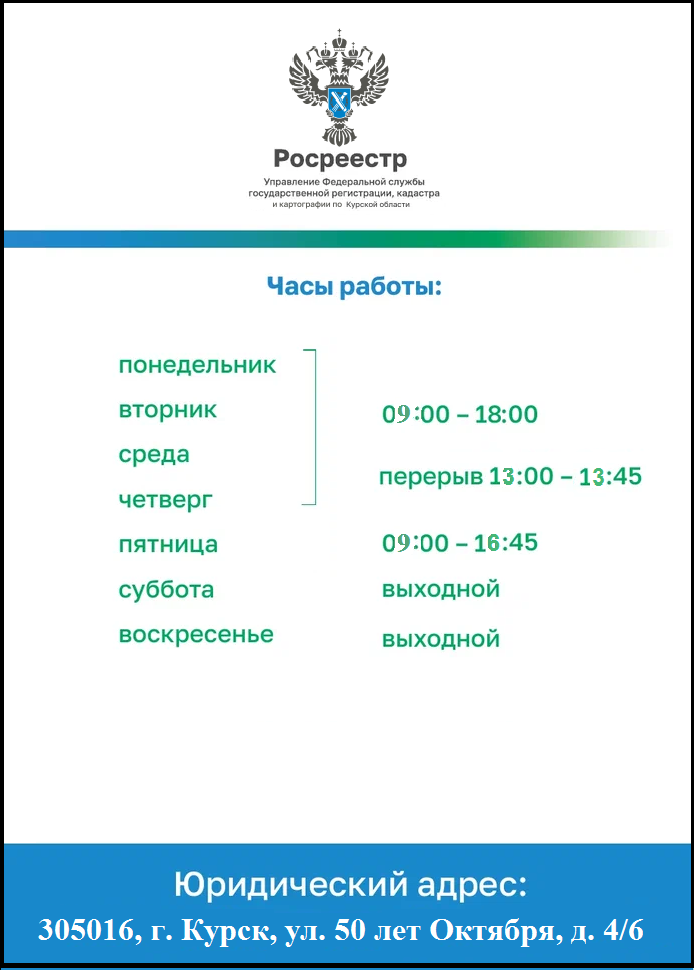 Росреестр
Управление Федеральной службы
государственной регистрации, кадастра
и картографии по Курской области
Часы работы:
понедельник
вторник
среда
четверг
09:00 – 18:00
перерыв 13:00 – 13:45
пятница 09:00 – 16:45
суббота выходной
воскресенье выходной
Юридический адрес:
305016, г. Курск, ул. 50 лет Октября, д. 4/6